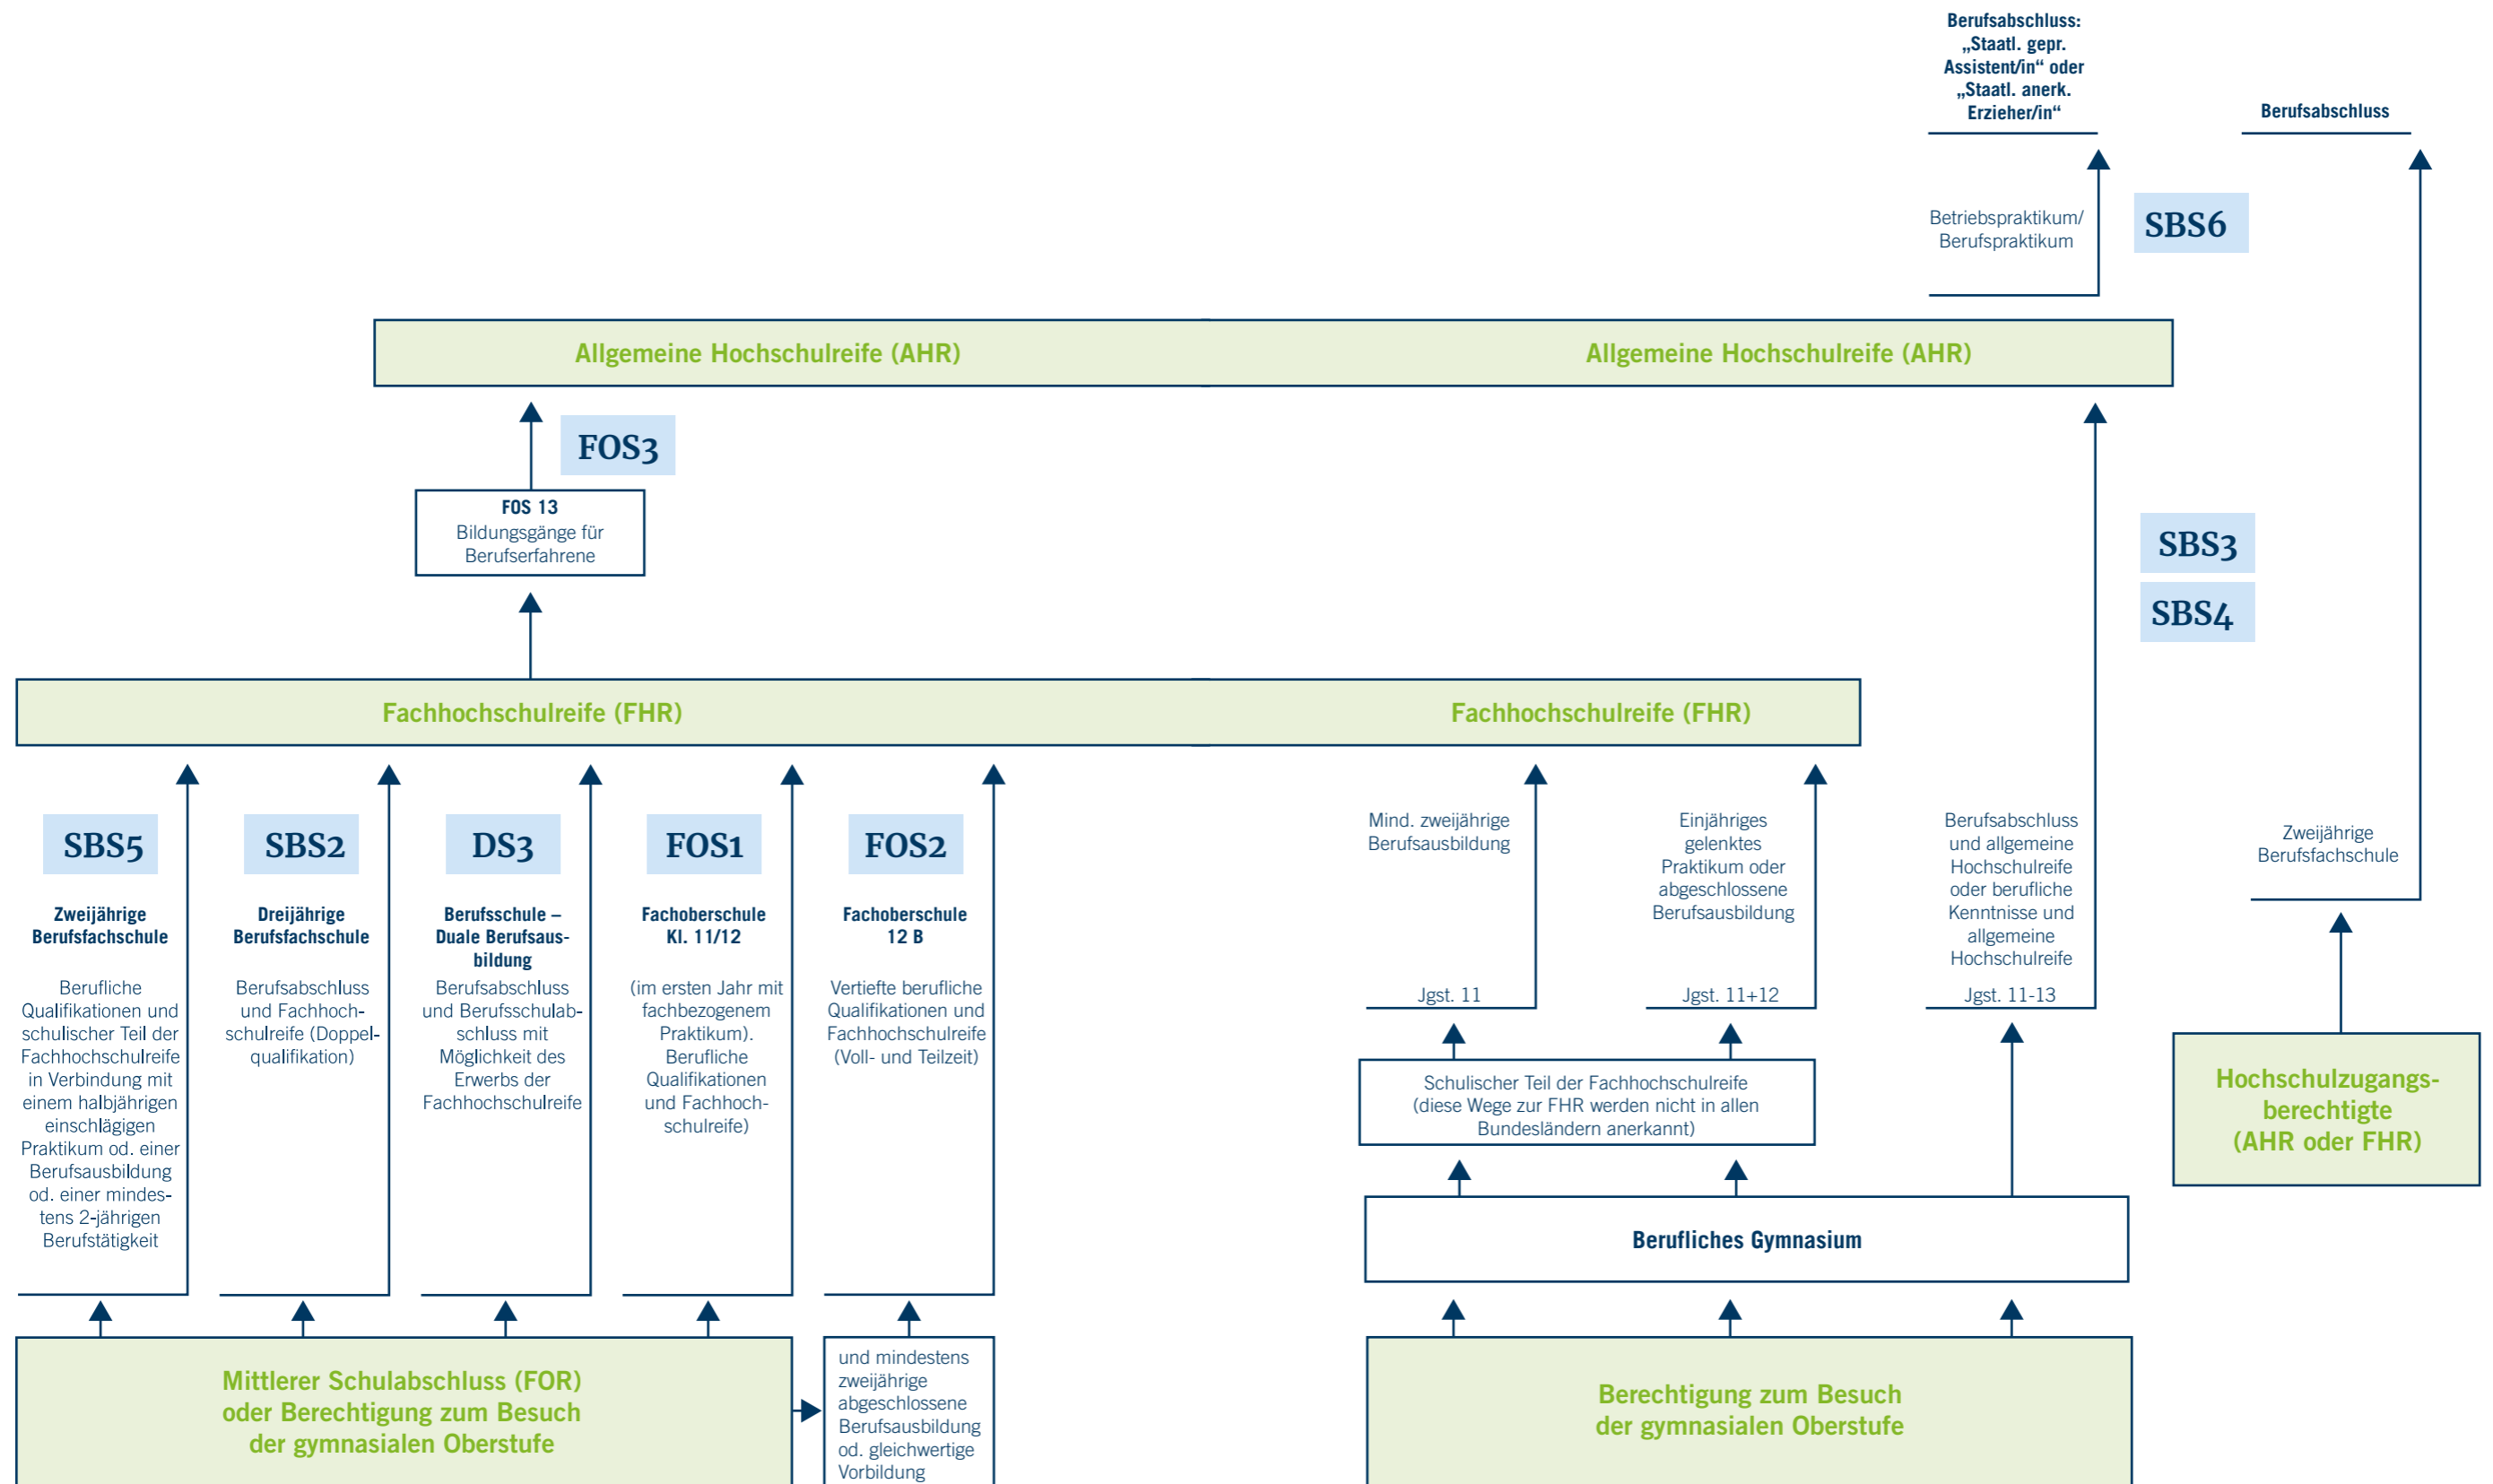 Berufsabschluss:
„Staatl. gepr.
Assistent/in“ oder
„Staatl. anerk.
Erzieher/in“
Berufsabschluss
Betriebspraktikum/
Berufspraktikum
SBS6
Allgemeine Hochschulreife (AHR)
Allgemeine Hochschulreife (AHR)
FOS3
FOS 13
Bildungsgänge für
Berufserfahrene
SBS3
SBS4
Fachhochschulreife (FHR)
Fachhochschulreife (FHR)
SBS5
Zweijährige
Berufsfachschule
Berufliche
Qualifikationen und
schulischer Teil der
Fachhochschulreife
in Verbindung mit
einem halbjährigen
einschlägigen
Praktikum od. einer
Berufsausbildung
od. einer mindes-
tens 2-jährigen
Berufstätigkeit
SBS2
Dreijährige
Berufsfachschule
Berufsabschluss
und Fachhoch-
schulreife (Doppel-
qualifikation)
DS3
Berufsschule –
Duale Berufsaus-
bildung
Berufsabschluss
und Berufsschulab-
schluss mit
Möglichkeit des
Erwerbs der
Fachhochschulreife
FOS1
Fachoberschule
Kl. 11/12
(im ersten Jahr mit
fachbezogenem
Praktikum).
Berufliche
Qualifikationen
und Fachhoch-
schulreife)
FOS2
Fachoberschule
12 B
Vertiefte berufliche
Qualifikationen und
Fachhochschulreife
(Voll- und Teilzeit)
Mind. zweijährige
Berufsausbildung
Jgst. 11
Einjähriges
gelenktes
Praktikum oder
abgeschlossene
Berufsausbildung
Jgst. 11+12
Berufsabschluss
und allgemeine
Hochschulreife
oder berufliche
Kenntnisse und
allgemeine
Hochschulreife
Jgst. 11-13
Zweijährige
Berufsfachschule
Schulischer Teil der Fachhochschulreife
(diese Wege zur FHR werden nicht in allen
Bundesländern anerkannt)
Hochschulzugangs-
berechtigte
(AHR oder FHR)
Berufliches Gymnasium
Mittlerer Schulabschluss (FOR)
oder Berechtigung zum Besuch
der gymnasialen Oberstufe
und mindestens
zweijährige
abgeschlossene
Berufsausbildung
od. gleichwertige
Vorbildung
Berechtigung zum Besuch
der gymnasialen Oberstufe